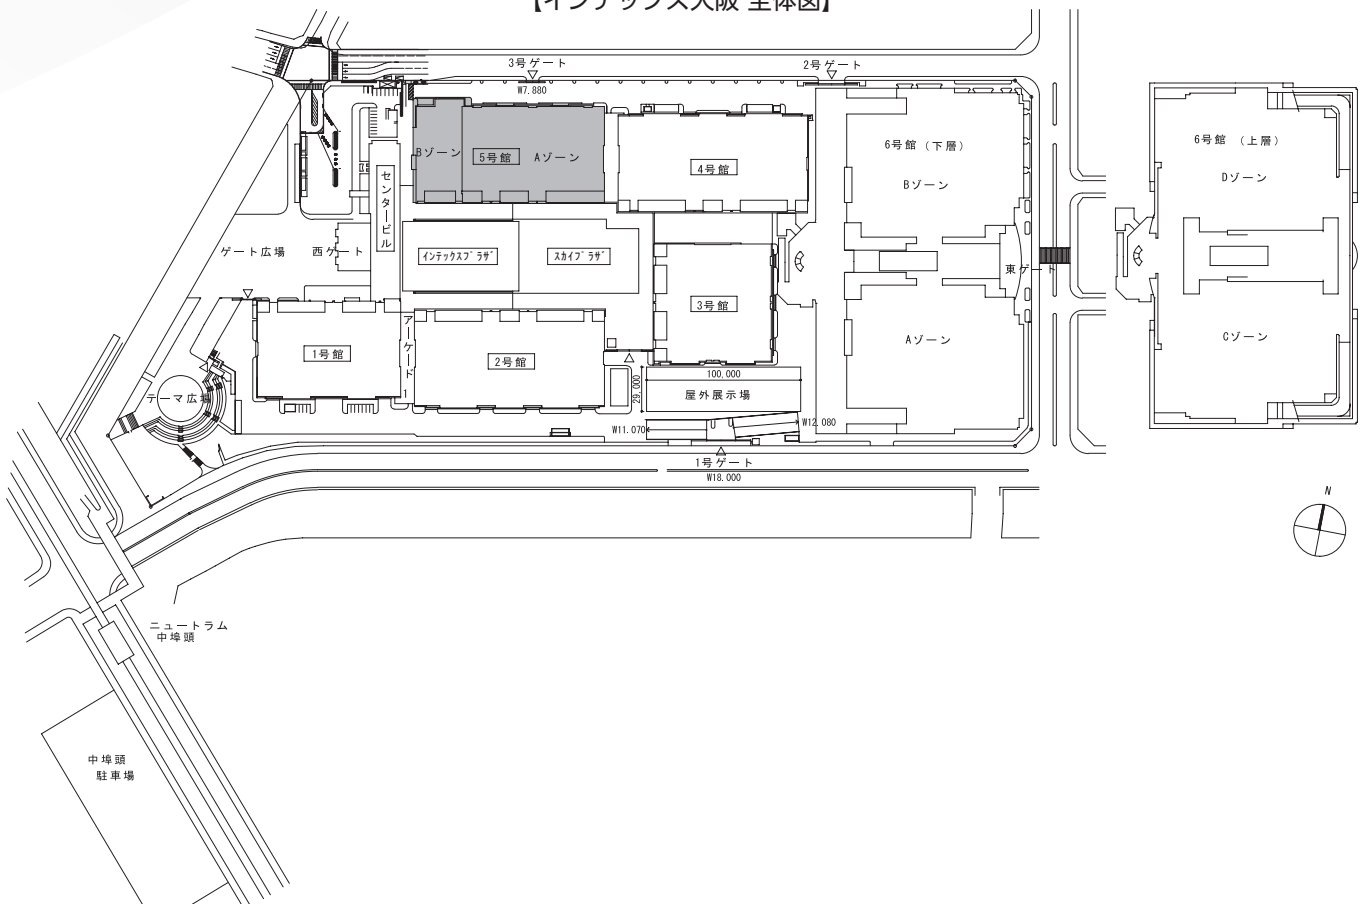 【インテックス大阪 全体図】
3号ゲート
W7.880
2号ゲート
Bゾーン
5号館
Aゾーン
4号館
6号館 (下層)
Bゾーン
6号館 (上層)
Dゾーン
センタービル
ゲート広場
西ゲート
インテックスプラザ
スカイプラザ
東ゲート
3号館
アーケード
1号館
2号館
Aゾーン
Cゾーン
100,000
29,000
屋外展示場
テーマ広場
W11.070
W12.080
1号ゲート
W18.000
N
ニュートラム
中埠頭
中埠頭
駐車場